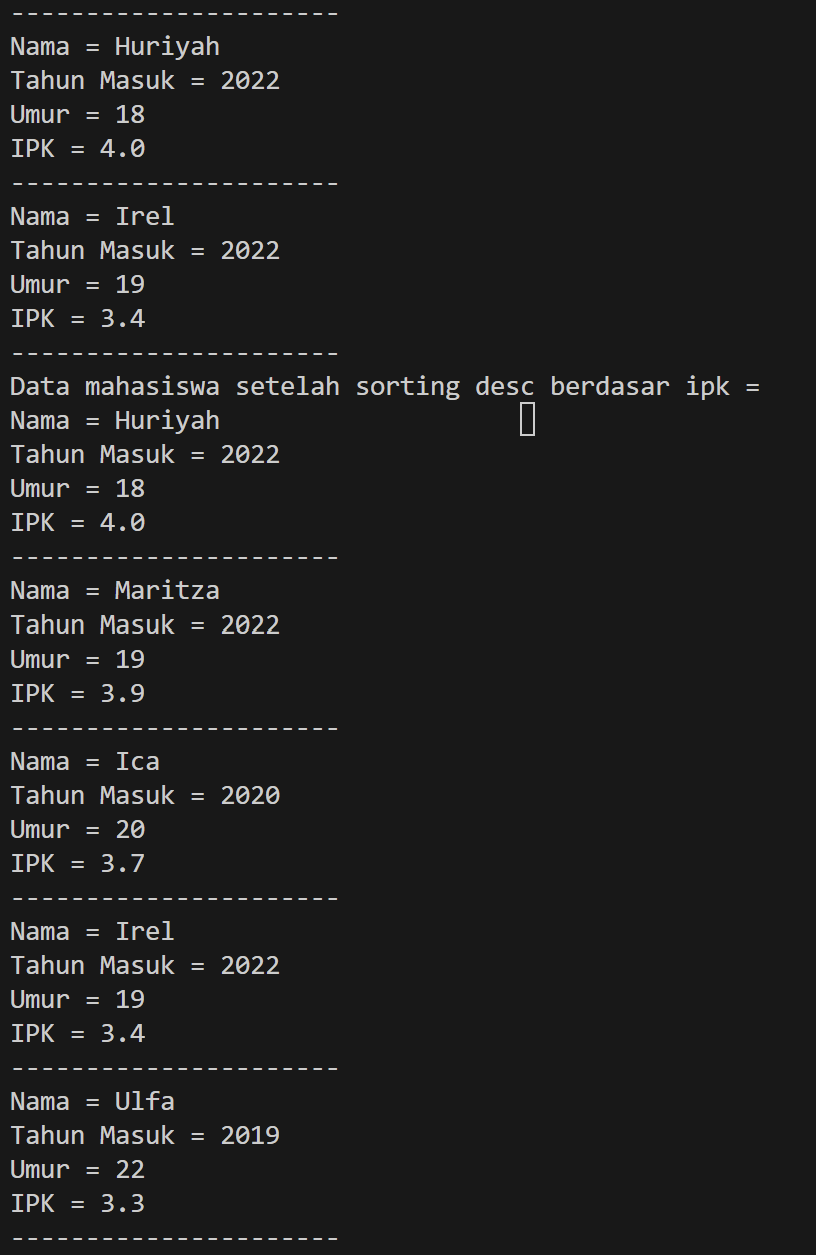 ----------------------
Nama = Huriyah
Tahun Masuk = 2022
Umur = 18
IPK = 4.0
----------------------
Nama = Irel
Tahun Masuk = 2022
Umur = 19
IPK = 3.4
----------------------
Data mahasiswa setelah sorting desc berdasar ipk =
Nama = Huriyah
Tahun Masuk = 2022
Umur = 18
IPK = 4.0
----------------------
Nama = Maritza
Tahun Masuk = 2022
Umur = 19
IPK = 3.9
----------------------
Nama = Ica
Tahun Masuk = 2020
Umur = 20
IPK = 3.7
----------------------
Nama = Irel
Tahun Masuk = 2022
Umur = 19
IPK = 3.4
----------------------
Nama = Ulfa
Tahun Masuk = 2019
Umur = 22
IPK = 3.3
----------------------